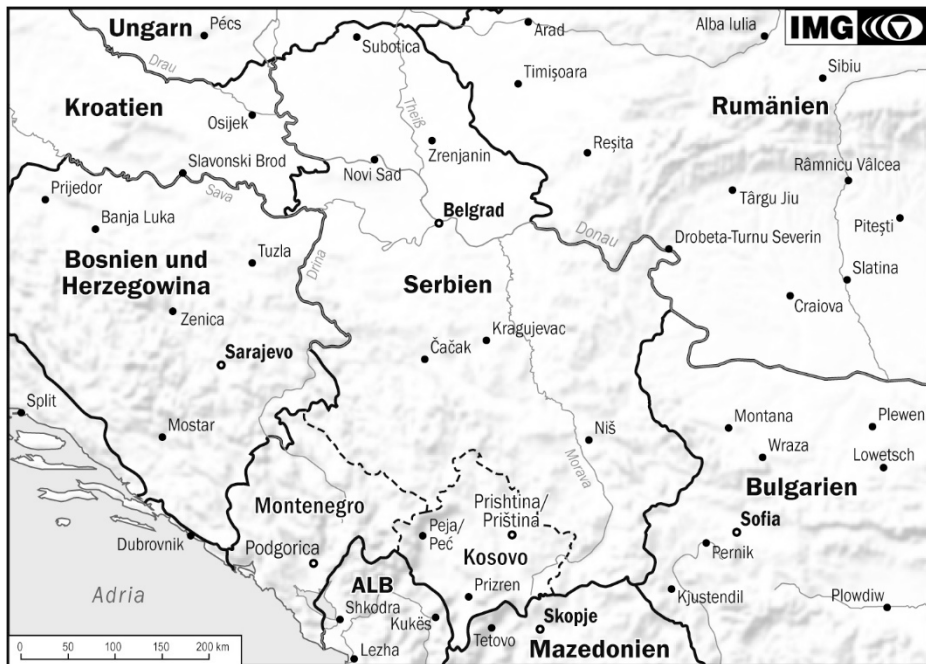 Ungarn
Pécs
Subotica
Arad
Alba Iulia
IMG
Drau
Timișoara
Sibiu
Kroatien
Theiß
Rumänien
Osijek
Zrenjanin
Reșița
Slavonski Brod
Novi Sad
Râmnicu Vâlcea
Prijedor
Sava
Belgrad
Târgu Jiu
Banja Luka
Donau
Pitești
Drobeta-Turnu Severin
Tuzla
Drina
Bosnien und
Herzegowina
Serbien
Slatina
Craiova
Zenica
Kragujevac
Sarajevo
Čačak
Split
Montana
Plewen
Mostar
Niš
Wraza
Lowetsch
Morava
Bulgarien
Montenegro
Prishtina/
Priština
Sofia
Peja/
Peć
Dubrovnik
Podgorica
Kosovo
Pernik
ALB
Prizren
Adria
Kjustendil
Plowdiw
Shkodra
Kukës
Skopje
Tetovo
Mazedonien
Lezha
0 50 100 150 200 km